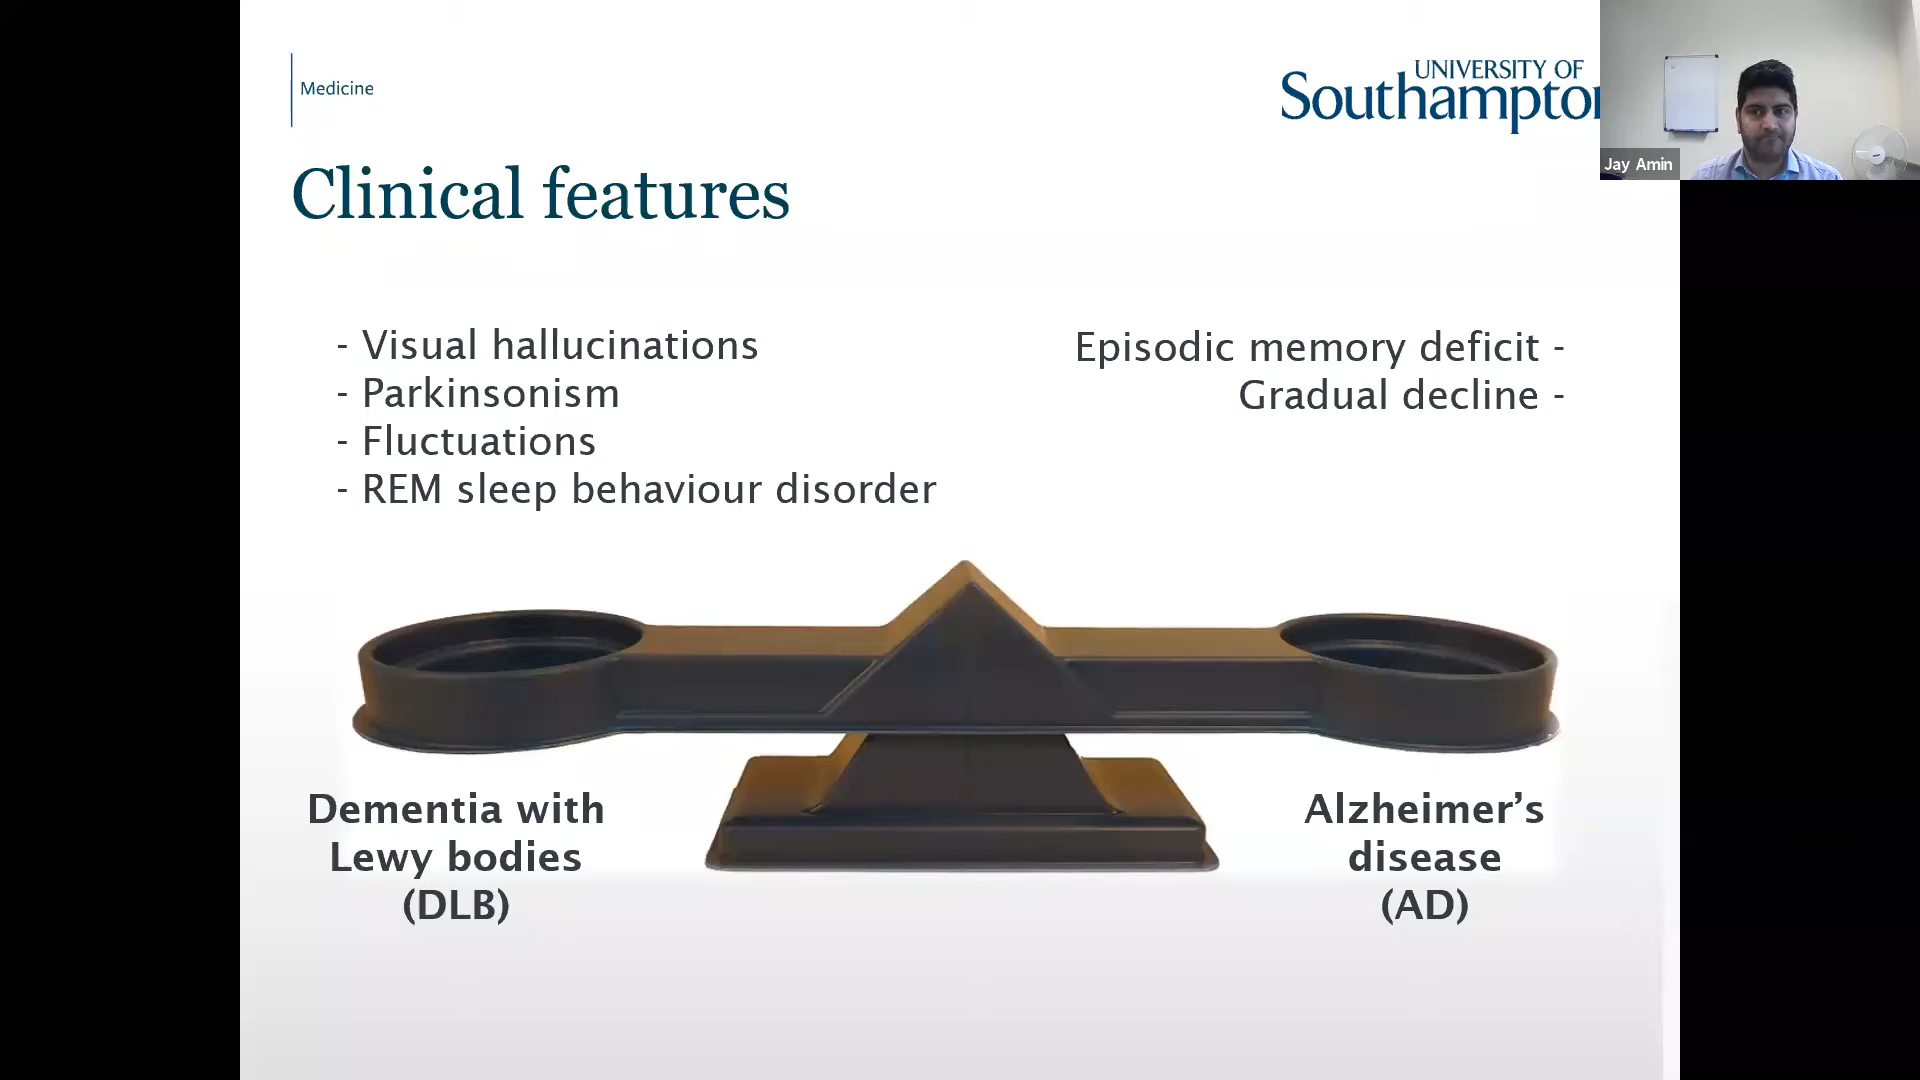 Medicine
UNIVERSITY OF
Southampton
Jay Amin
Clinical features
- Visual hallucinations
- Parkinsonism
- Fluctuations
- REM sleep behaviour disorder
Episodic memory deficit -
Gradual decline -
Dementia with
Lewy bodies
(DLB)
Alzheimer’s
disease
(AD)